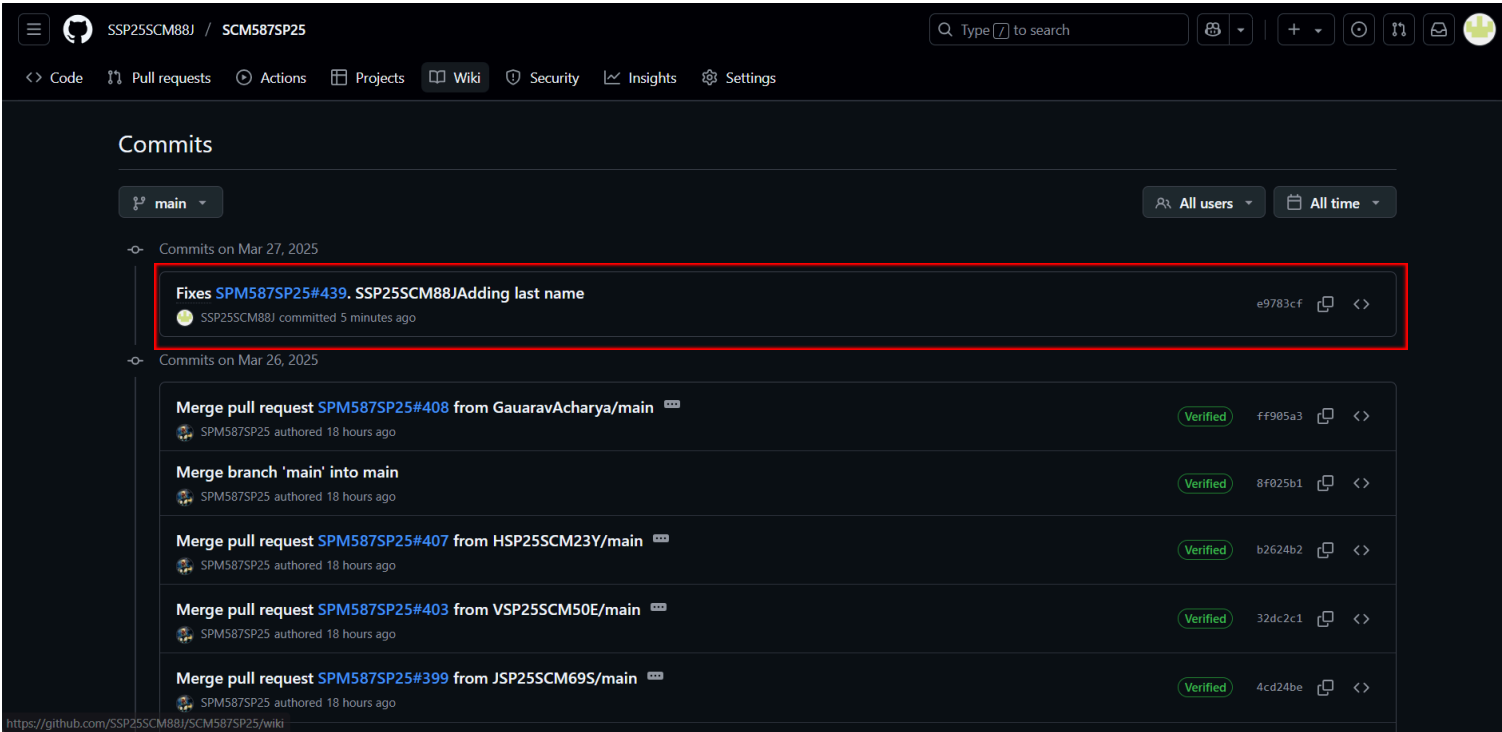 SSP25SCM88J / SCM587SP25
Type / to search
Code Pull requests Actions Projects Wiki Security Insights Settings
Commits
main All users All time
Commits on Mar 27, 2025
Fixes SPM587SP25#439. SSP25SCM88JAdding last name
SSP25SCM88J committed 5 minutes ago
e9783cf
Commits on Mar 26, 2025
Merge pull request SPM587SP25#408 from GauaravAcharya/main
SPM587SP25 authored 18 hours ago
Verified ff905a3
Merge branch 'main' into main
SPM587SP25 authored 18 hours ago
Verified 8f025b1
Merge pull request SPM587SP25#407 from HSP25SCM23Y/main
SPM587SP25 authored 18 hours ago
Verified b2624b2
Merge pull request SPM587SP25#403 from VSP25SCM50E/main
SPM587SP25 authored 18 hours ago
Verified 32dc2c1
Merge pull request SPM587SP25#399 from JSP25SCM69S/main
SPM587SP25 authored 18 hours ago
Verified 4cd24be
https://github.com/SSP25SCM88J/SCM587SP25/wiki